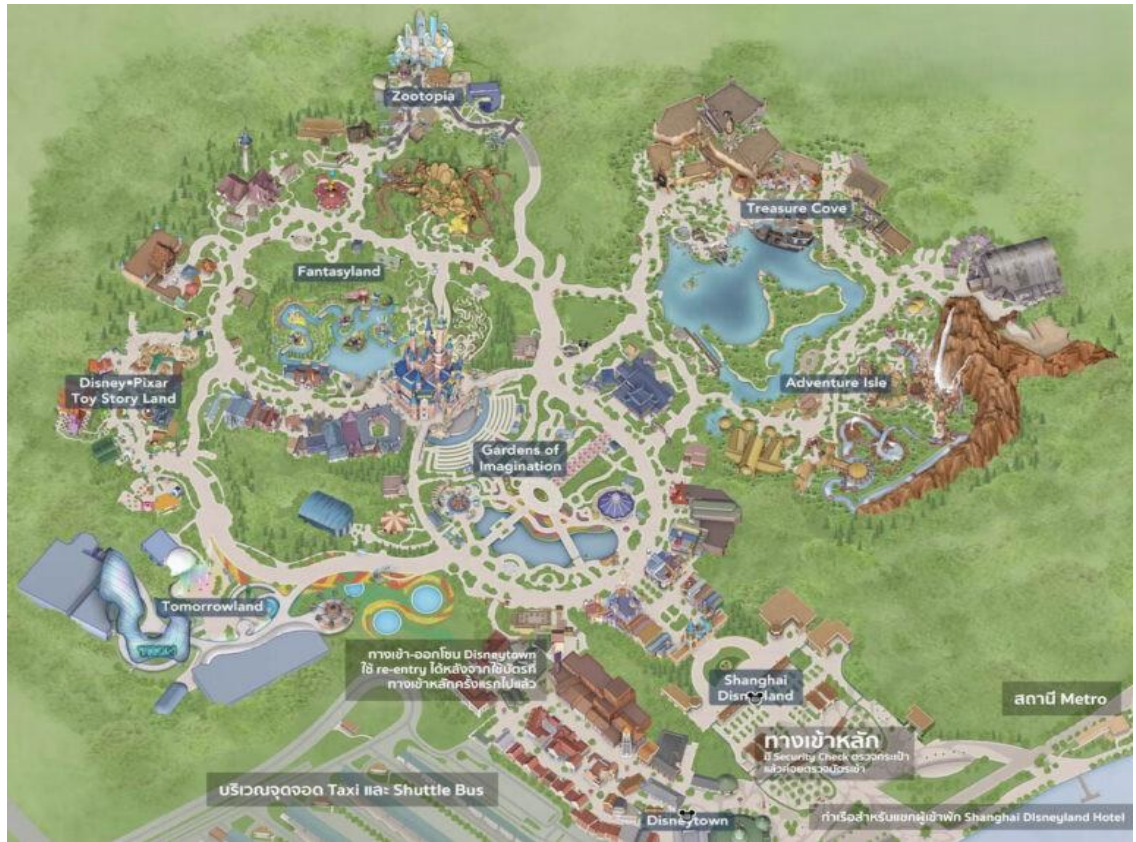 Zootopia
Treasure Cove
Fantasyland
Disney•Pixar
Toy Story Land
Adventure Isle
Gardens of
Imagination
Tomorrowland
TRON
ทางเข้า-ออกโซน Disneytown
ใช้ re-entry ได้หลังจากใช้บัตรที่
ทางเข้าหลักครั้งแรกไปแล้ว
Shanghai
Disneyland
สถานี Metro
ทางเข้าหลัก
มี Security Check ตรวจกระเป๋า
แล้วค่อยตรวจบัตรเข้า
บริเวณจุดจอด Taxi และ Shuttle Bus
Disneytown
ท่าเรือสำหรับแขกผู้เข้าพัก Shanghai Disneyland Hotel